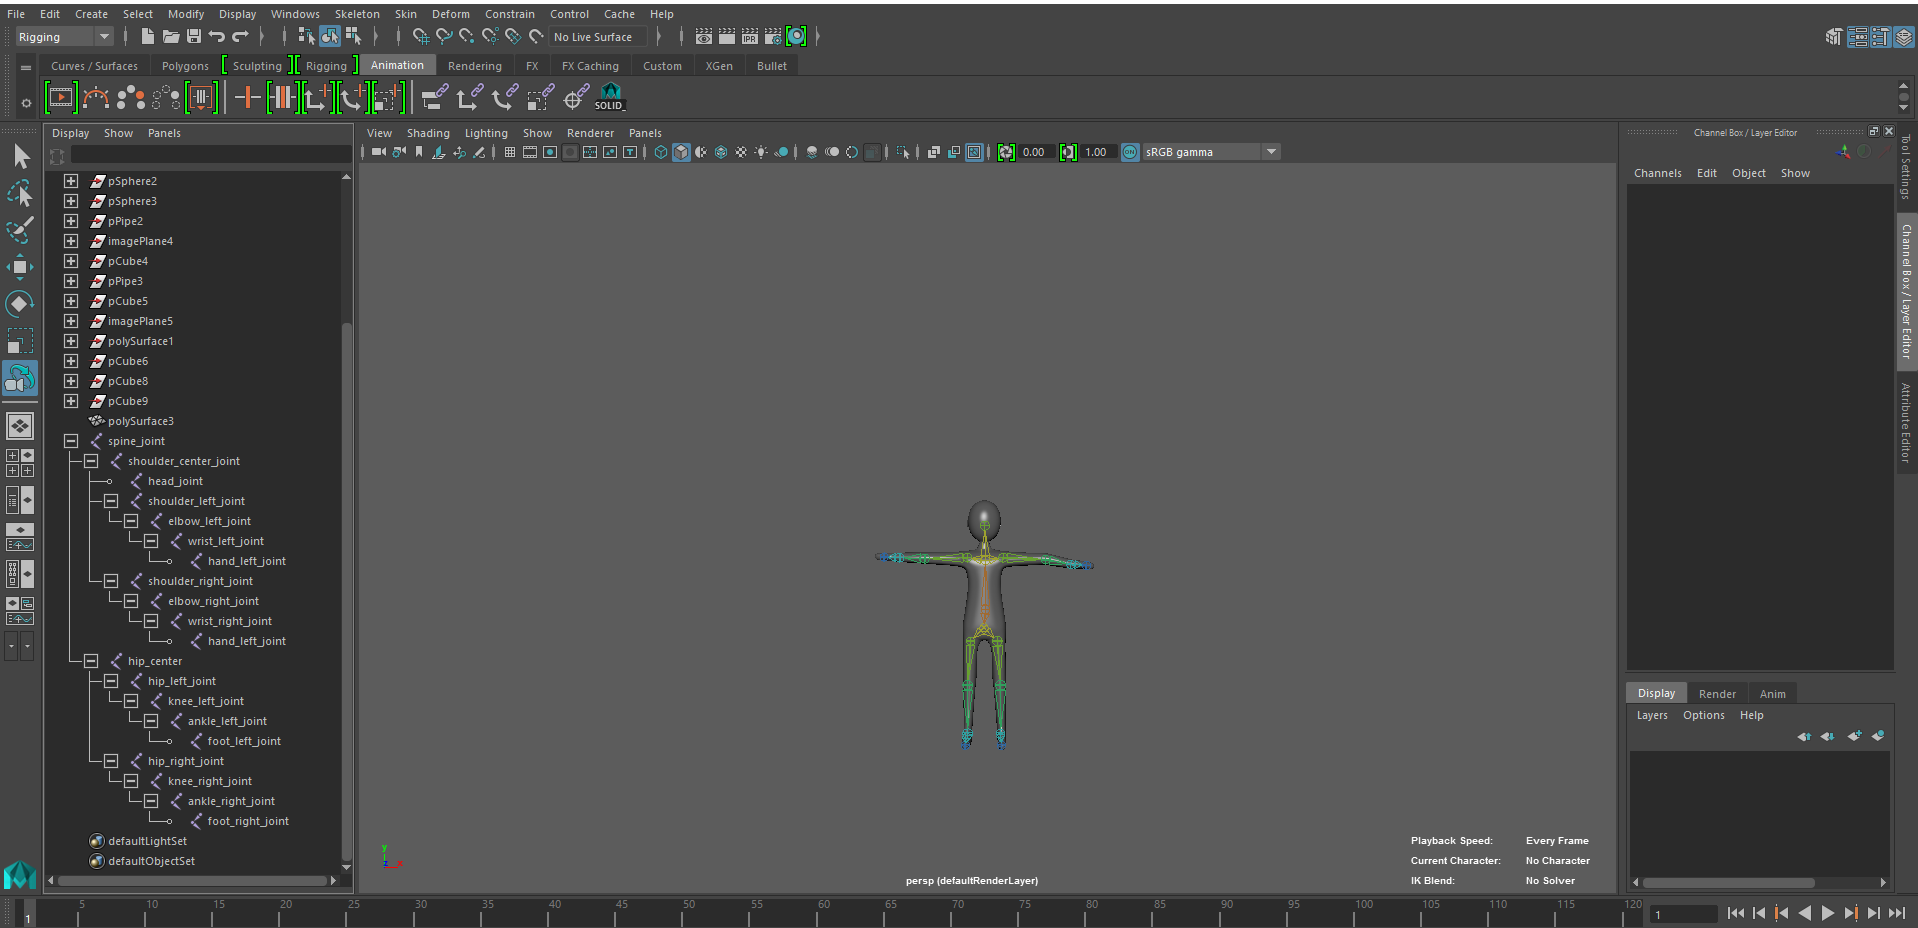 File Edit Create Select Modify Display Windows Skeleton Skin Deform Constrain Control Cache Help
Rigging No Live Surface IPR
Curves / Surfaces Polygons Sculpting Rigging Animation Rendering FX FX Caching Custom XGen Bullet
SOLID_
Display Show Panels
pSphere2
pSphere3
pPipe2
imagePlane4
pCube4
pPipe3
pCube5
imagePlane5
polySurface1
pCube6
pCube8
pCube9
polySurface3
spine_joint
shoulder_center_joint
head_joint
shoulder_left_joint
elbow_left_joint
wrist_left_joint
hand_left_joint
shoulder_right_joint
elbow_right_joint
wrist_right_joint
hand_left_joint
hip_center
hip_left_joint
knee_left_joint
ankle_left_joint
foot_left_joint
hip_right_joint
knee_right_joint
ankle_right_joint
foot_right_joint
defaultLightSet
defaultObjectSet
View Shading Lighting Show Renderer Panels
0.00 1.00 ON sRGB gamma
y
x
Playback Speed: Every Frame
Current Character: No Character
IK Blend: No Solver
persp (defaultRenderLayer)
Channel Box / Layer Editor
Channels Edit Object Show
Tool Settings
Channel Box / Layer Editor
Attribute Editor
Display Render Anim
Layers Options Help
1 5 10 15 20 25 30 35 40 45 50 55 60 65 70 75 80 85 90 95 100 105 110 115 120 1